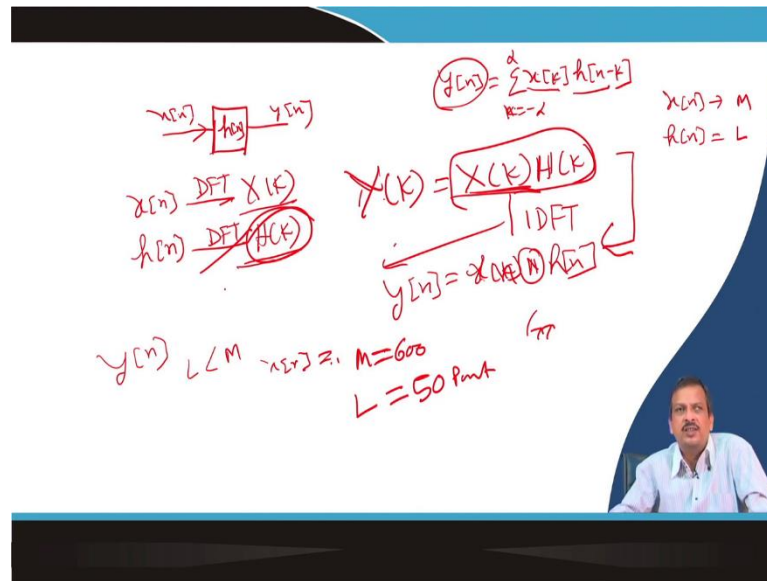 x[n] h[n] y[n]
y[n] = ∑ x[k] h[n-k]
k=-α
α
x[n] → M
h[n] = L
x[n] DFT X(K)
h[n] DFT H(K)
Y(K) = X(K) H(K)
IDFT
y[n] = x[n] N h[n]
y[n] L<M x[n] M=600
L = 50 Point